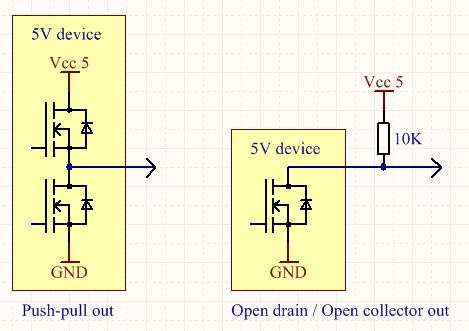 5V device
Vcc 5
GND
Push-pull out
Vcc 5
10K
5V device
GND
Open drain / Open collector out